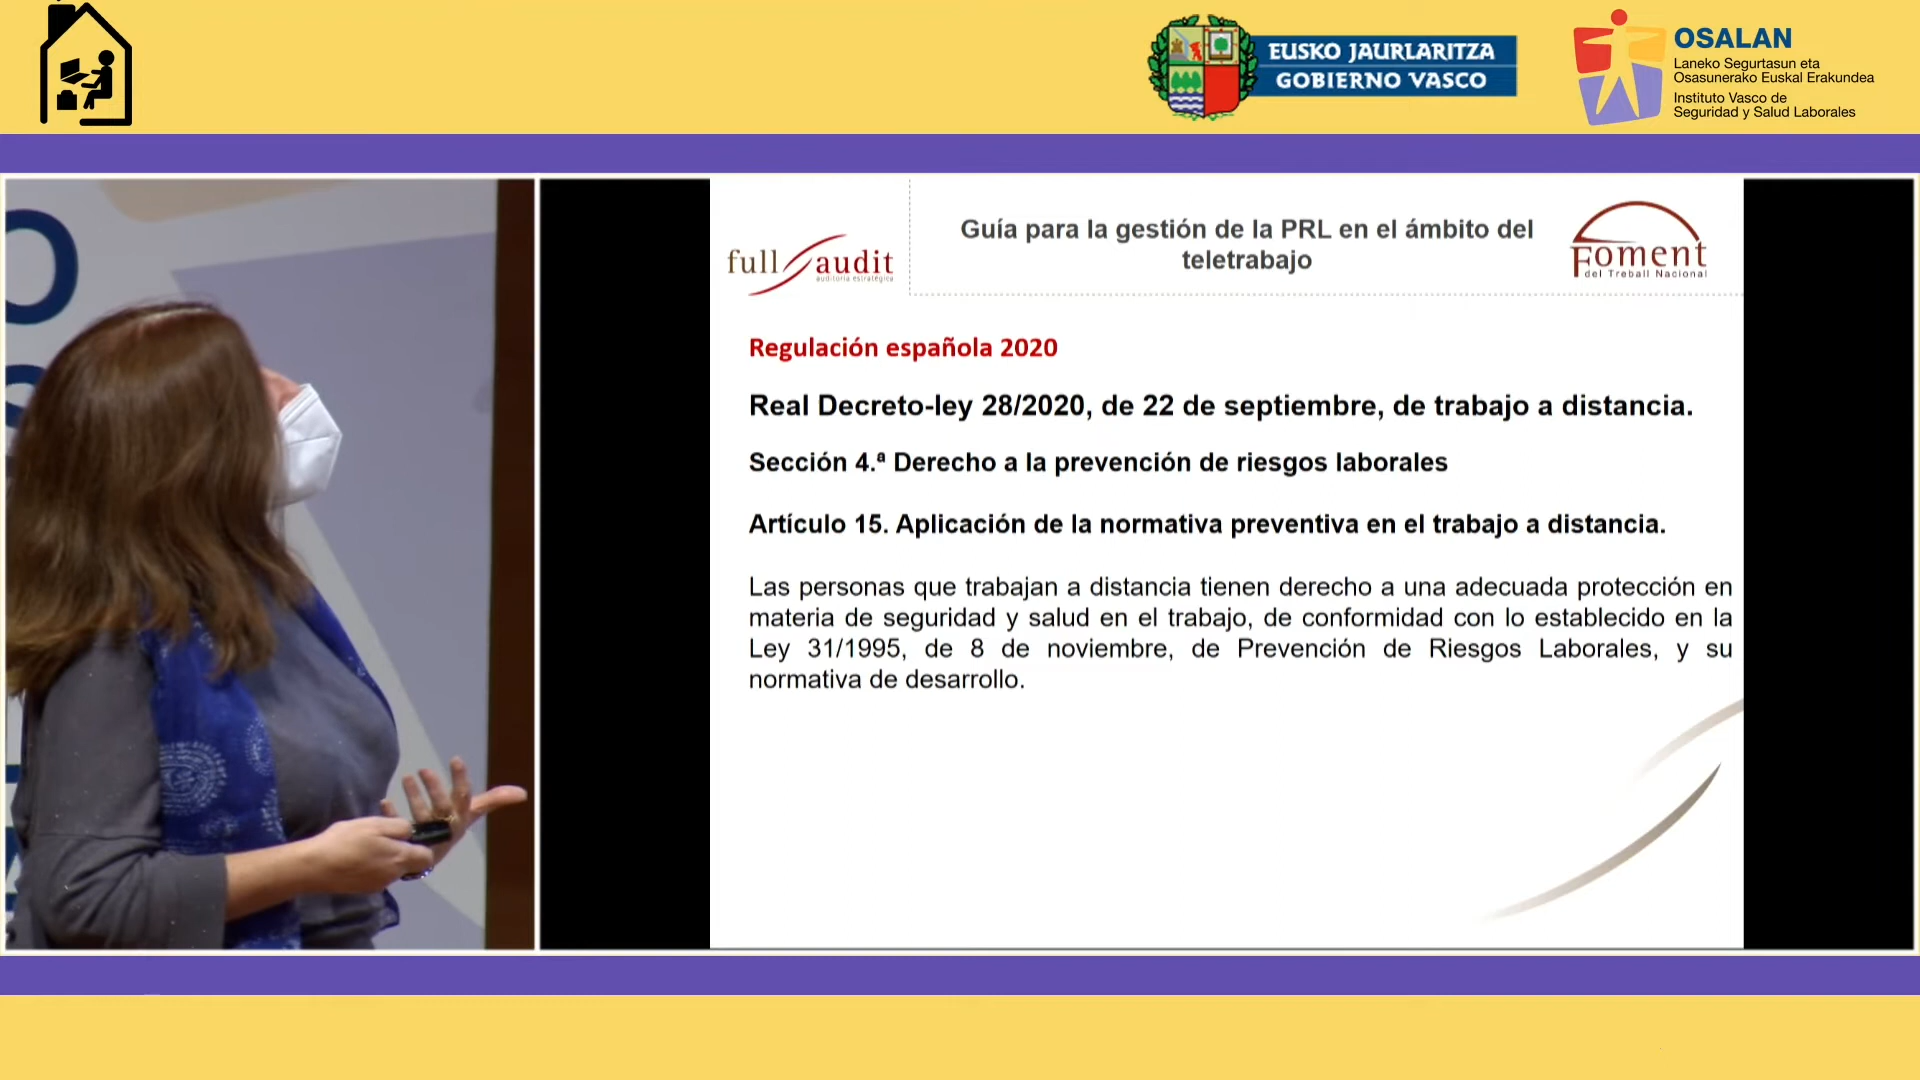 EUSKO JAURLARITZA
GOBIERNO VASCO
OSALAN
Laneko Segurtasun eta
Osasunerako Euskal Erakundea
Instituto Vasco de
Seguridad y Salud Laborales
full audit
auditoria estratègica
Guía para la gestión de la PRL en el ámbito del
teletrabajo
Foment
del Treball Nacional
Regulación española 2020
Real Decreto-ley 28/2020, de 22 de septiembre, de trabajo a distancia.
Sección 4.ª Derecho a la prevención de riesgos laborales
Artículo 15. Aplicación de la normativa preventiva en el trabajo a distancia.
Las personas que trabajan a distancia tienen derecho a una adecuada protección en
materia de seguridad y salud en el trabajo, de conformidad con lo establecido en la
Ley 31/1995, de 8 de noviembre, de Prevención de Riesgos Laborales, y su
normativa de desarrollo.